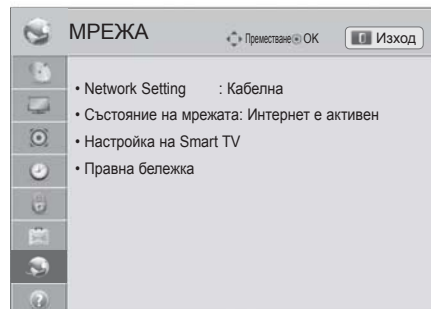 МРЕЖА
Преместване OK
Изход
• Network Setting : Кабелна
• Състояние на мрежата: Интернет е активен
• Настройка на Smart TV
• Правна бележка